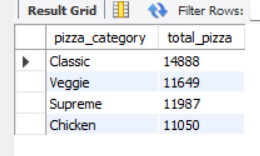 Result Grid Filter Rows:
pizza_category total_pizza
Classic 14888
Veggie 11649
Supreme 11987
Chicken 11050